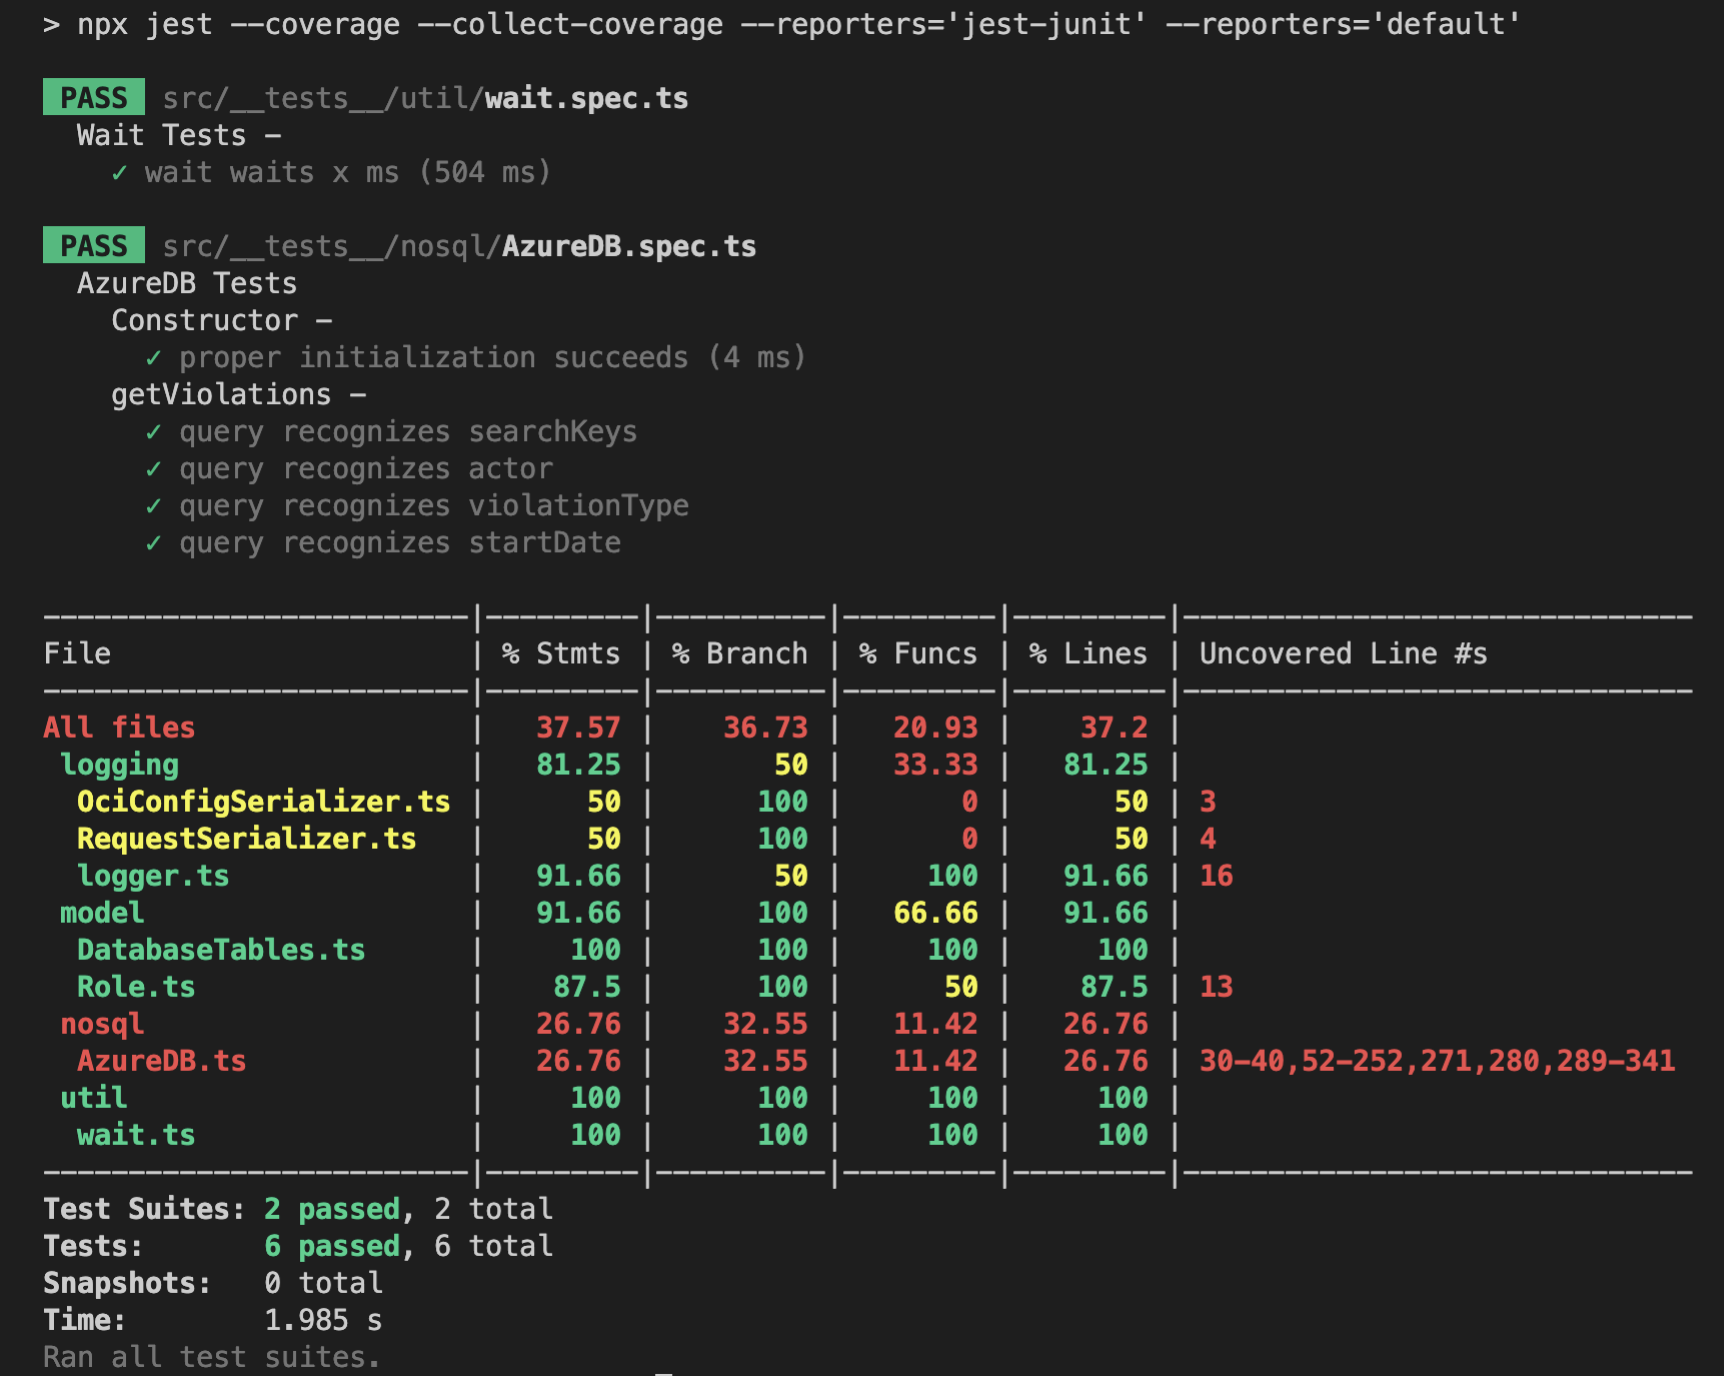 > npx jest --coverage --collect-coverage --reporters='jest-junit' --reporters='default'
PASS src/__tests__/util/wait.spec.ts
Wait Tests -
✓ wait waits x ms (504 ms)
PASS src/__tests__/nosql/AzureDB.spec.ts
AzureDB Tests
Constructor -
✓ proper initialization succeeds (4 ms)
getViolations -
✓ query recognizes searchKeys
✓ query recognizes actor
✓ query recognizes violationType
✓ query recognizes startDate
-------------------------|---------|----------|---------|---------|------------------------------
File | % Stmts | % Branch | % Funcs | % Lines | Uncovered Line #s
-------------------------|---------|----------|---------|---------|------------------------------
All files | 37.57 | 36.73 | 20.93 | 37.2 |
logging | 81.25 | 50 | 33.33 | 81.25 |
OciConfigSerializer.ts | 50 | 100 | 0 | 50 | 3
RequestSerializer.ts | 50 | 100 | 0 | 50 | 4
logger.ts | 91.66 | 50 | 100 | 91.66 | 16
model | 91.66 | 100 | 66.66 | 91.66 |
DatabaseTables.ts | 100 | 100 | 100 | 100 |
Role.ts | 87.5 | 100 | 50 | 87.5 | 13
nosql | 26.76 | 32.55 | 11.42 | 26.76 |
AzureDB.ts | 26.76 | 32.55 | 11.42 | 26.76 | 30-40,52-252,271,280,289-341
util | 100 | 100 | 100 | 100 |
wait.ts | 100 | 100 | 100 | 100 |
-------------------------|---------|----------|---------|---------|------------------------------
Test Suites: 2 passed, 2 total
Tests: 6 passed, 6 total
Snapshots: 0 total
Time: 1.985 s
Ran all test suites.